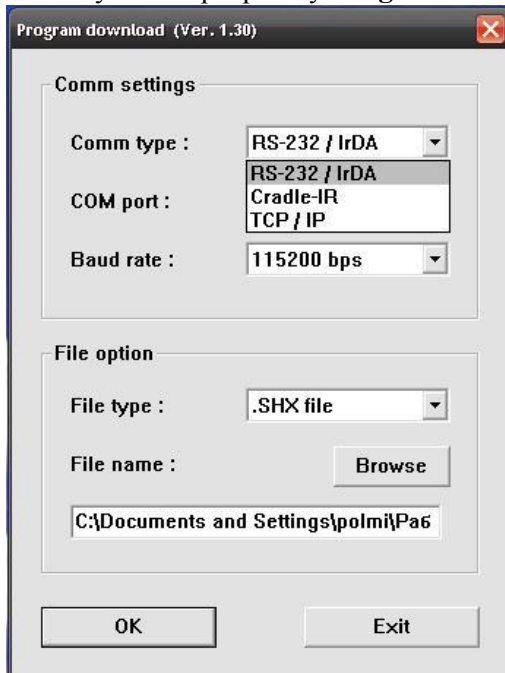 Program download (Ver. 1.30)
Comm settings
Comm type : RS-232 / IrDA
RS-232 / IrDA
COM port : Cradle-IR
TCP / IP
Baud rate : 115200 bps
File option
File type : .SHX file
File name : Browse
C:\Documents and Settings\polmi\Раб
OK Exit